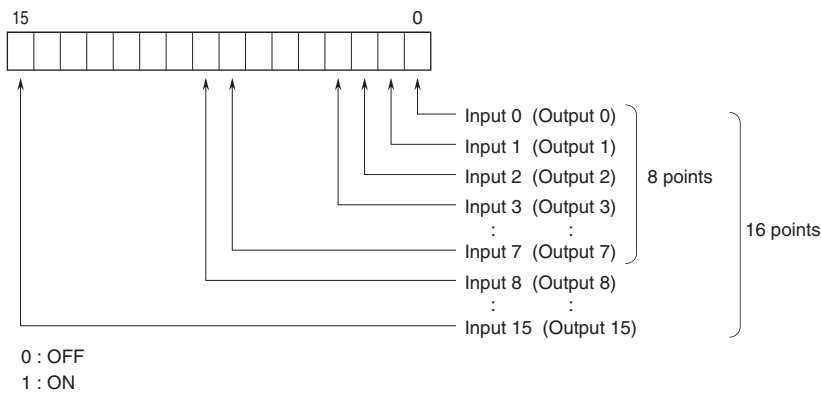 15 0
Input 0 (Output 0)
Input 1 (Output 1)
Input 2 (Output 2)
8 points
Input 3 (Output 3)
: :
16 points
Input 7 (Output 7)
Input 8 (Output 8)
: :
Input 15 (Output 15)
0 : OFF
1 : ON